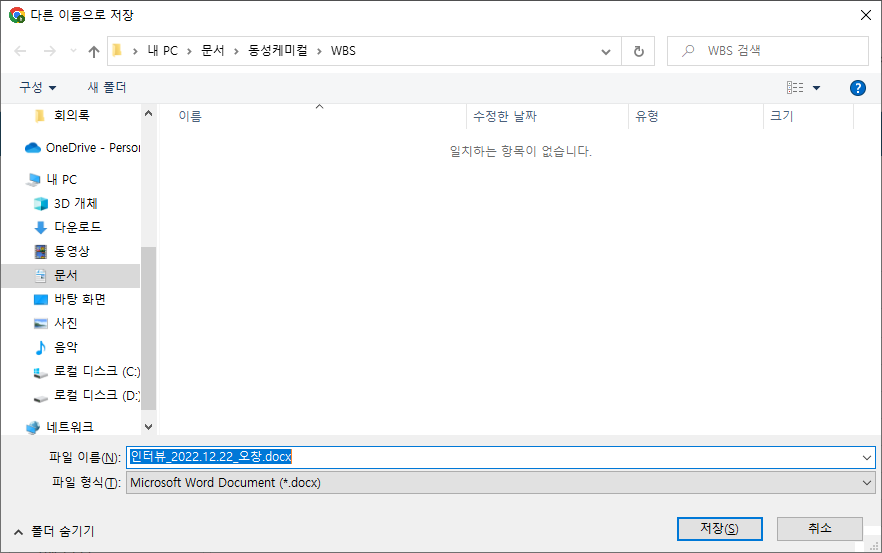 다른 이름으로 저장
내 PC > 문서 > 동성케미컬 > WBS
WBS 검색
구성
새 폴더
회의록
OneDrive - Person
내 PC
3D 개체
다운로드
동영상
문서
바탕 화면
사진
음악
로컬 디스크 (C:)
로컬 디스크 (D:)
네트워크
이름
수정한 날짜
유형
크기
일치하는 항목이 없습니다.
파일 이름(N):
인터뷰_2022.12.22_오창.docx
파일 형식(T):
Microsoft Word Document (*.docx)
폴더 숨기기
저장(S)
취소